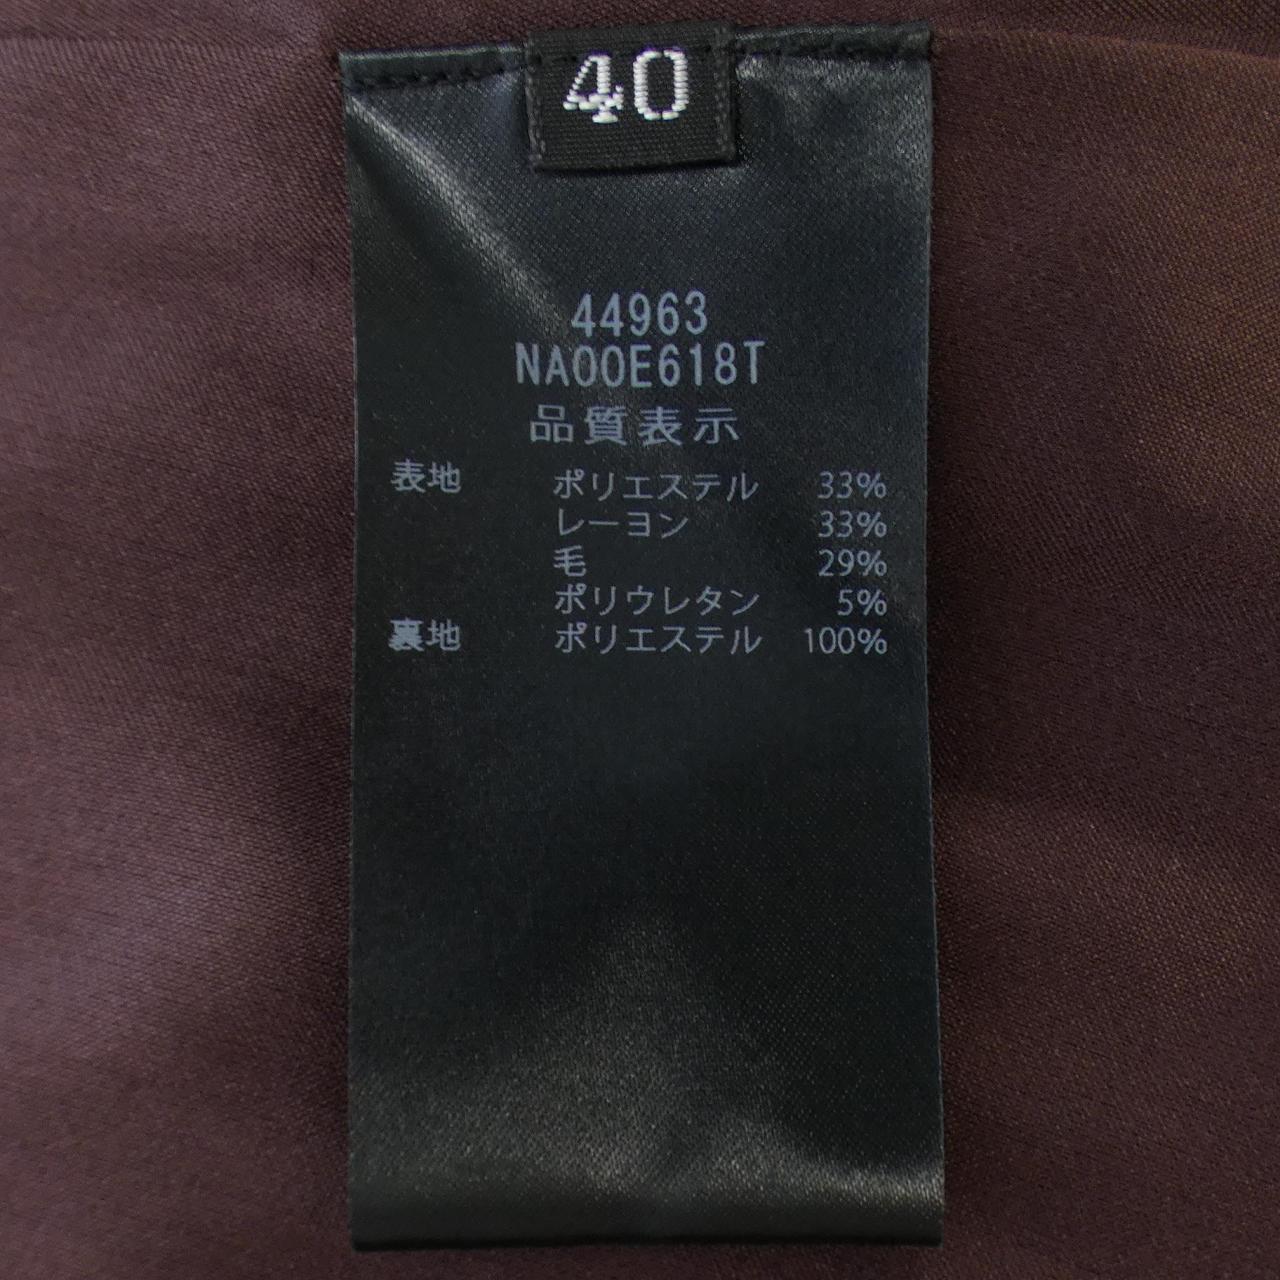 40
44963
NA00E618T
品質表示
表地 ポリエステル 33%
レーヨン 33%
毛 29%
ポリウレタン 5%
裏地 ポリエステル 100%